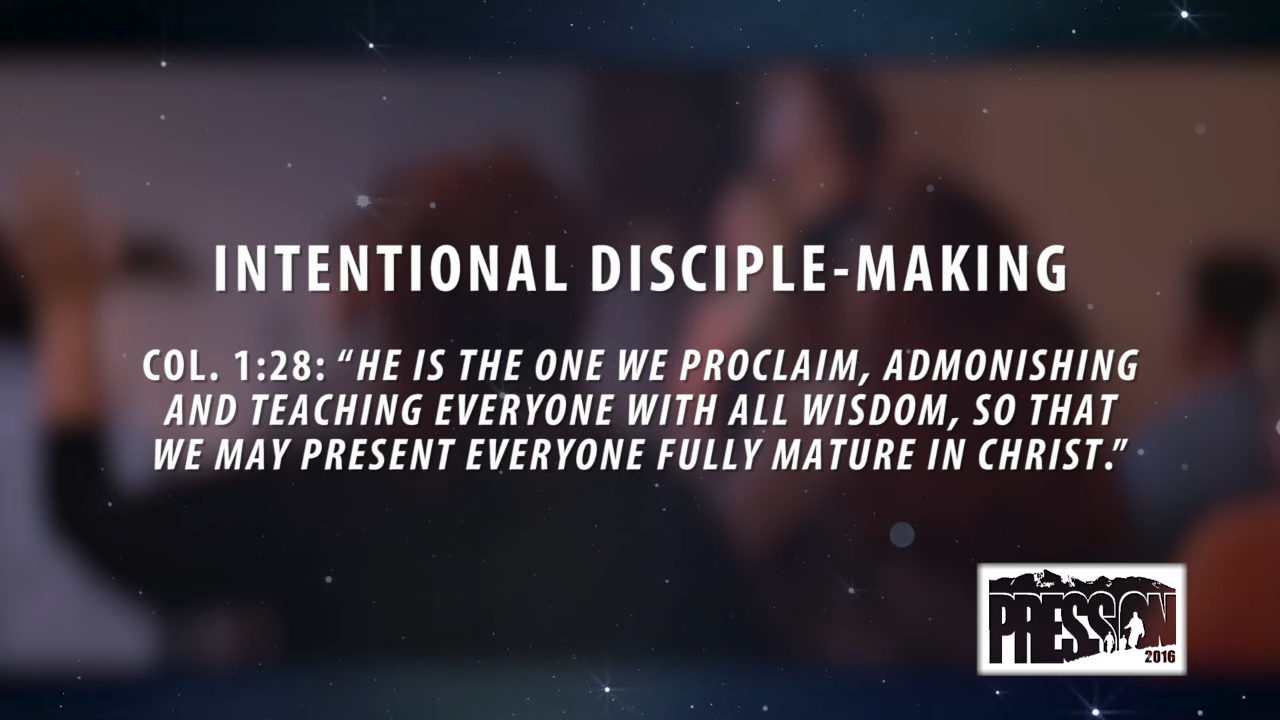 INTENTIONAL DISCIPLE-MAKING
COL. 1:28: “HE IS THE ONE WE PROCLAIM, ADMONISHING
AND TEACHING EVERYONE WITH ALL WISDOM, SO THAT
WE MAY PRESENT EVERYONE FULLY MATURE IN CHRIST.”
PRESS ON
2016